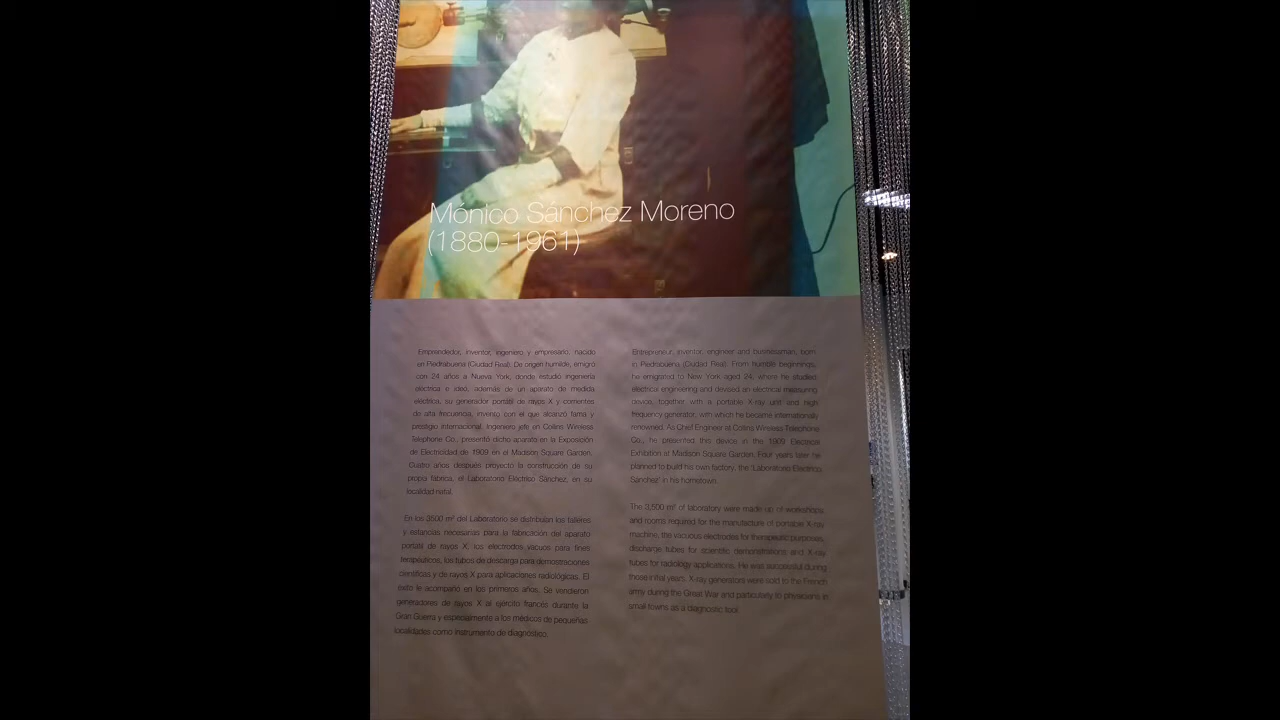 Mónico Sánchez Moreno
(1880-1961)
Emprendedor, inventor, ingeniero y empresario, nacido
en Piedrabuena (Ciudad Real). De origen humilde, emigró
con 24 años a Nueva York, donde estudió ingeniería
eléctrica e ideó, además de un aparato de medida
eléctrica, su generador portátil de rayos X y corrientes
de alta frecuencia, invento con el que alcanzó fama y
prestigio internacional. Ingeniero jefe en Collins Wireless
Telephone Co., presentó dicho aparato en la Exposición
de Electricidad de 1909 en el Madison Square Garden.
Cuatro años después proyectó la construcción de su
propia fábrica, el Laboratorio Eléctrico Sánchez, en su
localidad natal.
En los 3500 m² del Laboratorio se distribuían los talleres
y estancias necesarias para la fabricación del aparato
portátil de rayos X, los electrodos vacuos para fines
terapéuticos, los tubos de descarga para demostraciones
científicas y de rayos X para aplicaciones radiológicas. El
éxito le acompañó en los primeros años. Se vendieron
generadores de rayos X al ejército francés durante la
Gran Guerra y especialmente a los médicos de pequeñas
localidades como instrumento de diagnóstico.
Entrepreneur, inventor, engineer and businessman, born
in Piedrabuena (Ciudad Real). From humble beginnings,
he emigrated to New York aged 24, where he studied
electrical engineering and devised an electrical measuring
device, together with a portable X-ray unit and high
frequency generator, with which he became internationally
renowned. As Chief Engineer at Collins Wireless Telephone
Co., he presented this device in the 1909 Electrical
Exhibition at Madison Square Garden. Four years later he
planned to build his own factory, the "Laboratorio Electrico
Sanchez" in his hometown.
The 3,500 m² of laboratory were made up of workshops
and rooms required for the manufacture of portable X-ray
machine, the vacuous electrodes for therapeutic purposes,
discharge tubes for scientific demonstrations and X-ray
tubes for radiology applications. He was successful during
those initial years. X-ray generators were sold to the French
army during the Great War and particularly to physicians in
small towns as a diagnostic tool.